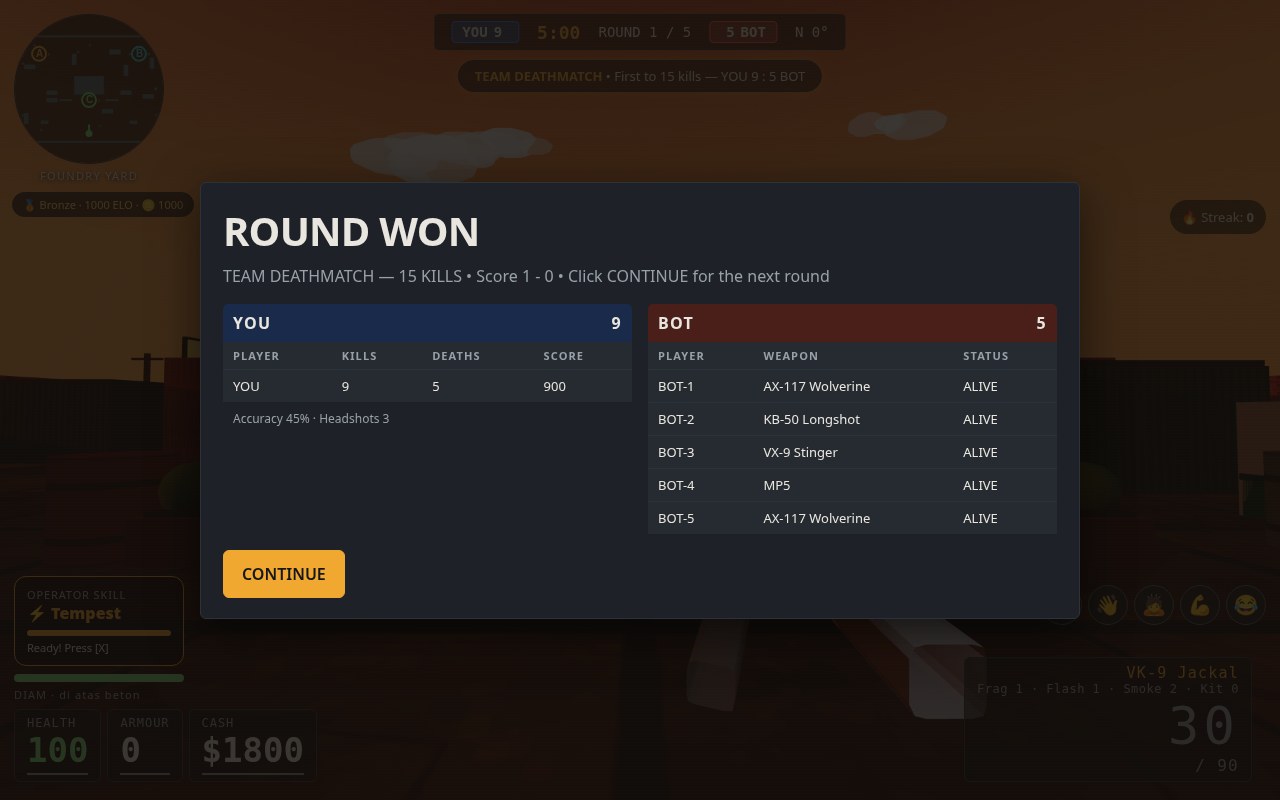 YOU 9 5:00 ROUND 1 / 5 5 BOT N 0°
TEAM DEATHMATCH • First to 15 kills — YOU 9 : 5 BOT
A
B
C
FOUNDRY YARD
Bronze · 1000 ELO · 1000
Streak: 0
ROUND WON
TEAM DEATHMATCH — 15 KILLS • Score 1 - 0 • Click CONTINUE for the next round
YOU 9
PLAYER KILLS DEATHS SCORE
YOU 9 5 900
Accuracy 45% · Headshots 3
BOT 5
PLAYER WEAPON STATUS
BOT-1 AX-117 Wolverine ALIVE
BOT-2 KB-50 Longshot ALIVE
BOT-3 VX-9 Stinger ALIVE
BOT-4 MP5 ALIVE
BOT-5 AX-117 Wolverine ALIVE
CONTINUE
OPERATOR SKILL
Tempest
Ready! Press [X]
DIAM · di atas beton
HEALTH
100
ARMOUR
0
CASH
$1800
VK-9 Jackal
Frag 1 · Flash 1 · Smoke 2 · Kit 0
30
/ 90